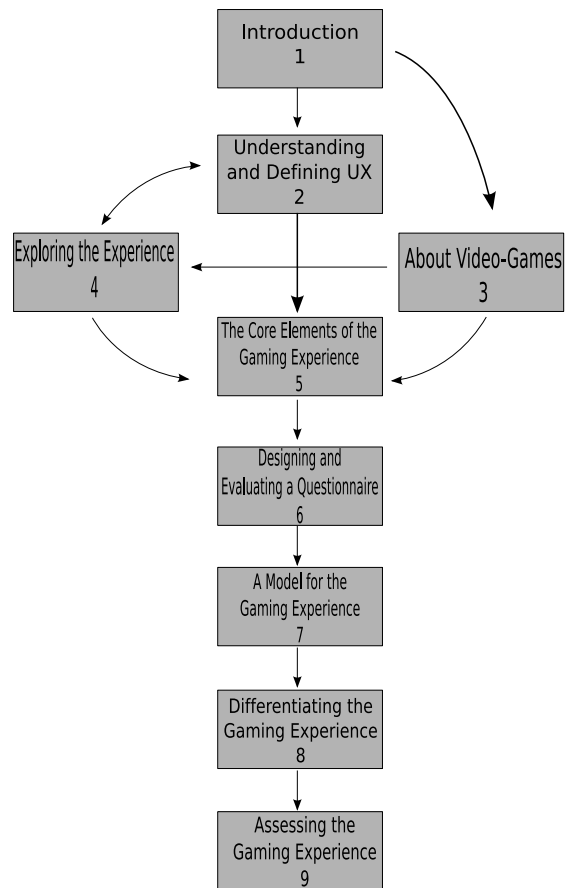 Introduction
1
Understanding
and Defining UX
2
Exploring the Experience
4
About Video-Games
3
The Core Elements of the
Gaming Experience
5
Designing and
Evaluating a Questionnaire
6
A Model for the
Gaming Experience
7
Differentiating the
Gaming Experience
8
Assessing the
Gaming Experience
9